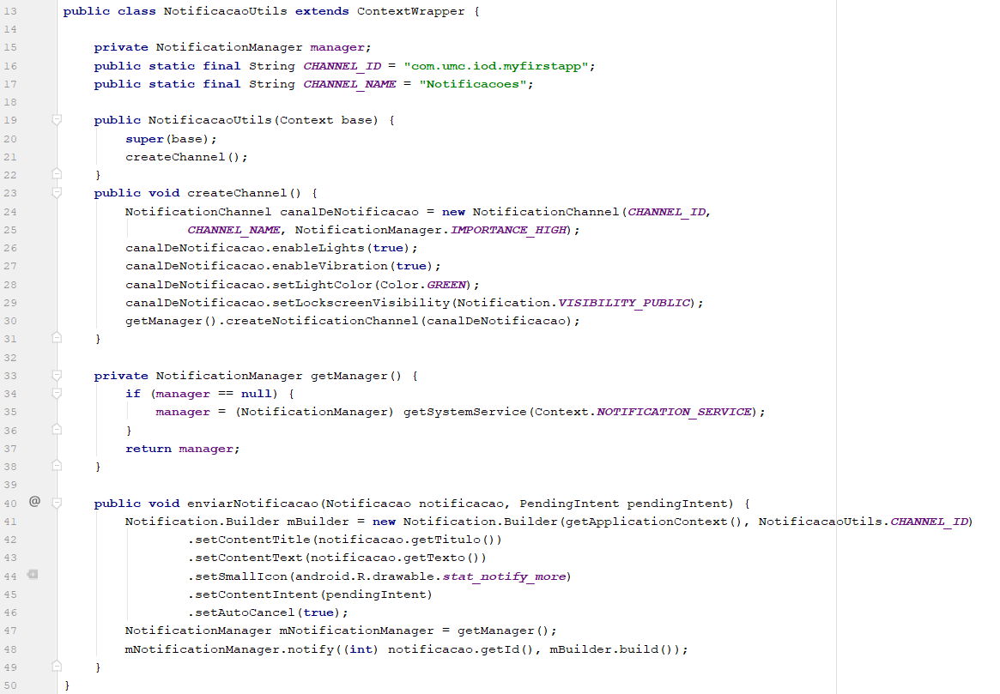 13 public class NotificacaoUtils extends ContextWrapper {
14
15     private NotificationManager manager;
16     public static final String CHANNEL_ID = "com.umc.iod.myfirstapp";
17     public static final String CHANNEL_NAME = "Notificacoes";
18
19     public NotificacaoUtils(Context base) {
20         super(base);
21         createChannel();
22     }
23     public void createChannel() {
24         NotificationChannel canalDeNotificacao = new NotificationChannel(CHANNEL_ID,
25                 CHANNEL_NAME, NotificationManager.IMPORTANCE_HIGH);
26         canalDeNotificacao.enableLights(true);
27         canalDeNotificacao.enableVibration(true);
28         canalDeNotificacao.setLightColor(Color.GREEN);
29         canalDeNotificacao.setLockscreenVisibility(Notification.VISIBILITY_PUBLIC);
30         getManager().createNotificationChannel(canalDeNotificacao);
31     }
32
33     private NotificationManager getManager() {
34         if (manager == null) {
35             manager = (NotificationManager) getSystemService(Context.NOTIFICATION_SERVICE);
36         }
37         return manager;
38     }
39
40 @     public void enviarNotificacao(Notificacao notificacao, PendingIntent pendingIntent) {
41         Notification.Builder mBuilder = new Notification.Builder(getApplicationContext(), NotificacaoUtils.CHANNEL_ID)
42                 .setContentTitle(notificacao.getTitulo())
43                 .setContentText(notificacao.getTexto())
44                 .setSmallIcon(android.R.drawable.stat_notify_more)
45                 .setContentIntent(pendingIntent)
46                 .setAutoCancel(true);
47         NotificationManager mNotificationManager = getManager();
48         mNotificationManager.notify((int) notificacao.getId(), mBuilder.build());
49     }
50 }